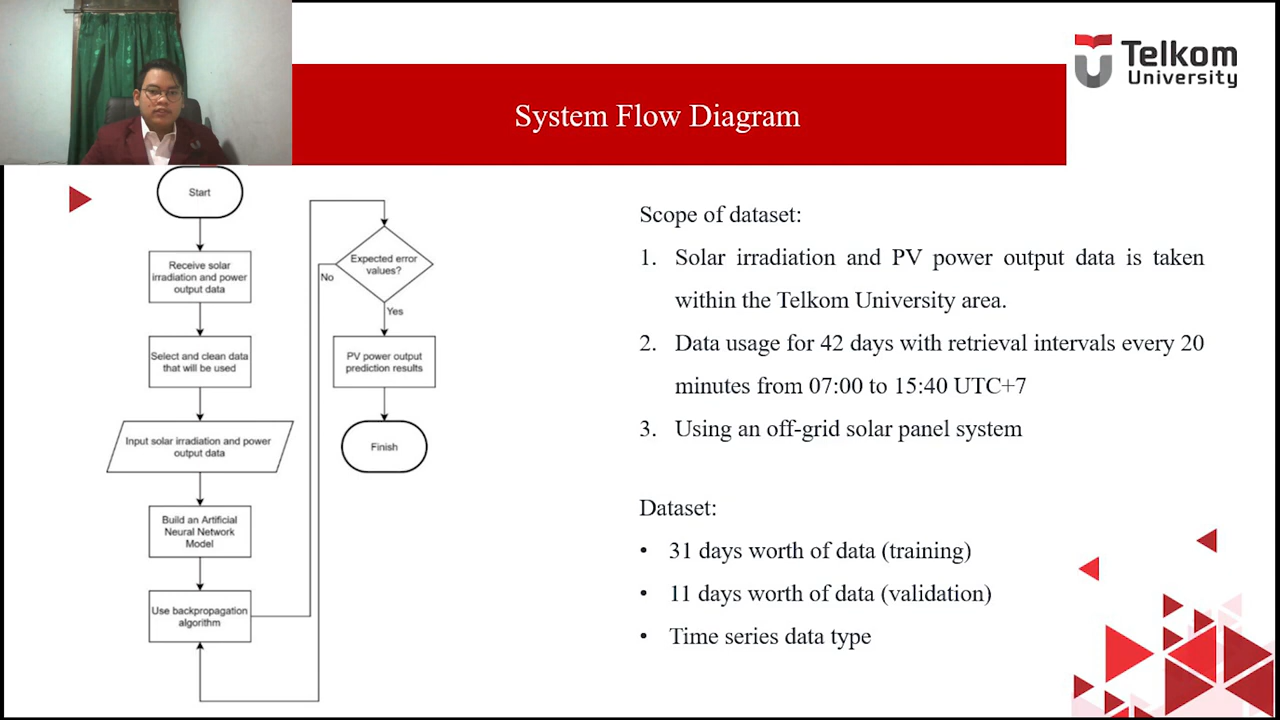 Telkom
University
System Flow Diagram
Start
Receive solar
irradiation and power
output data
Select and clean data
that will be used
Input solar irradiation and power
output data
Build an Artificial
Neural Network
Model
Use backpropagation
algorithm
Expected error
values?
No
Yes
PV power output
prediction results
Finish
Scope of dataset:
1. Solar irradiation and PV power output data is taken
within the Telkom University area.
2. Data usage for 42 days with retrieval intervals every 20
minutes from 07:00 to 15:40 UTC+7
3. Using an off-grid solar panel system
Dataset:
• 31 days worth of data (training)
• 11 days worth of data (validation)
• Time series data type